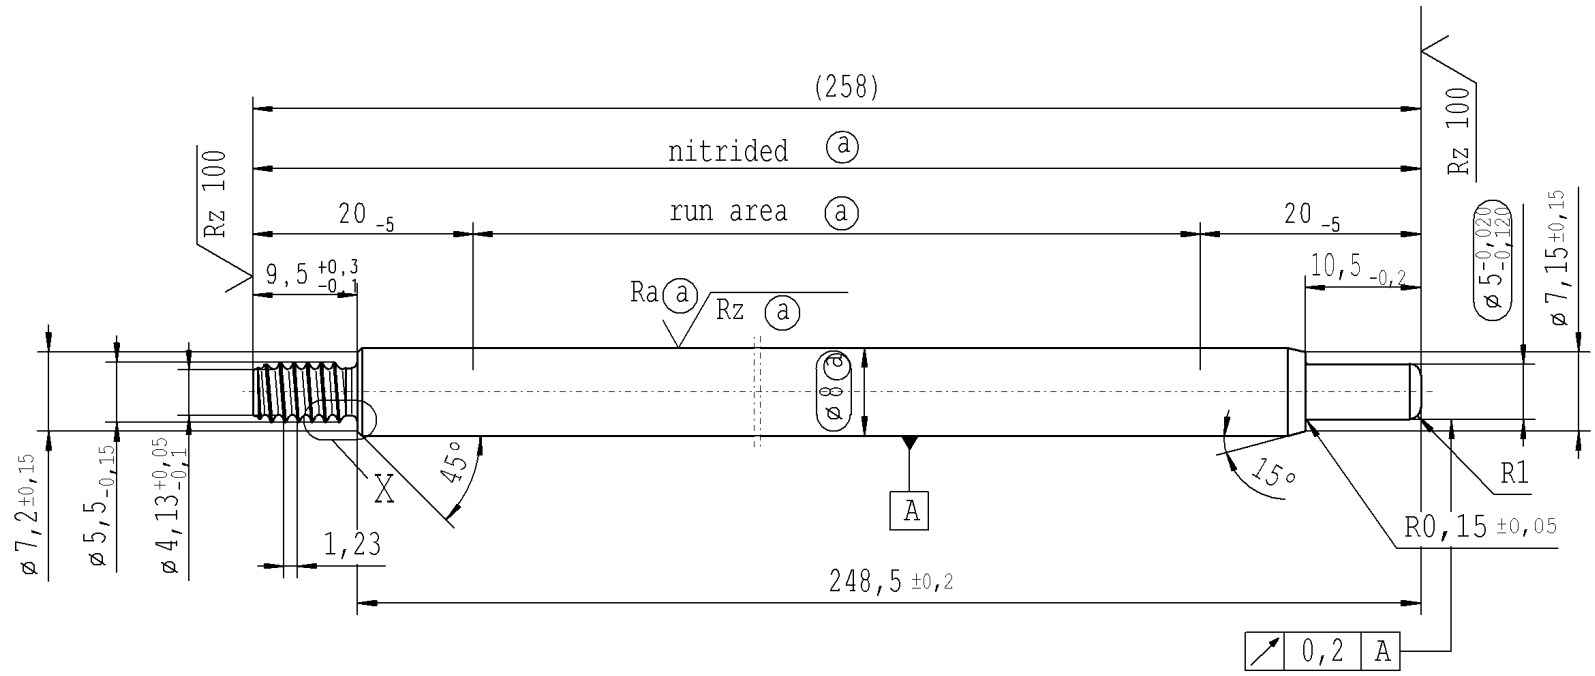 (258)
nitrided ⓐ
20 -5
run area ⓐ
20 -5
Rz 100
Rz 100
9,5 +0,3 -0,1
10,5 -0,2
ø 5 -0,020 -0,120
ø 7,15 ±0,15
Ra ⓐ
Rz ⓐ
ø 8 ⓐ
ø 7,2 ±0,15
ø 5,5 -0,15
ø 4,13 +0,05 -0,1
X
45°
A
15°
R1
R0,15 ±0,05
1,23
248,5 ±0,2
0,2 A